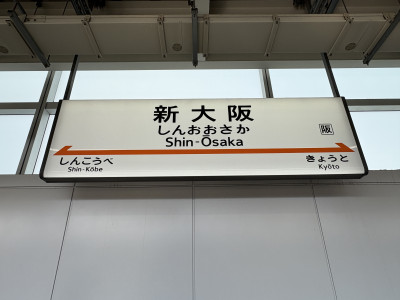 新大阪
しんおおさか
Shin-Ōsaka
阪
しんこうべ
Shin-Kōbe
きょうと
Kyōto